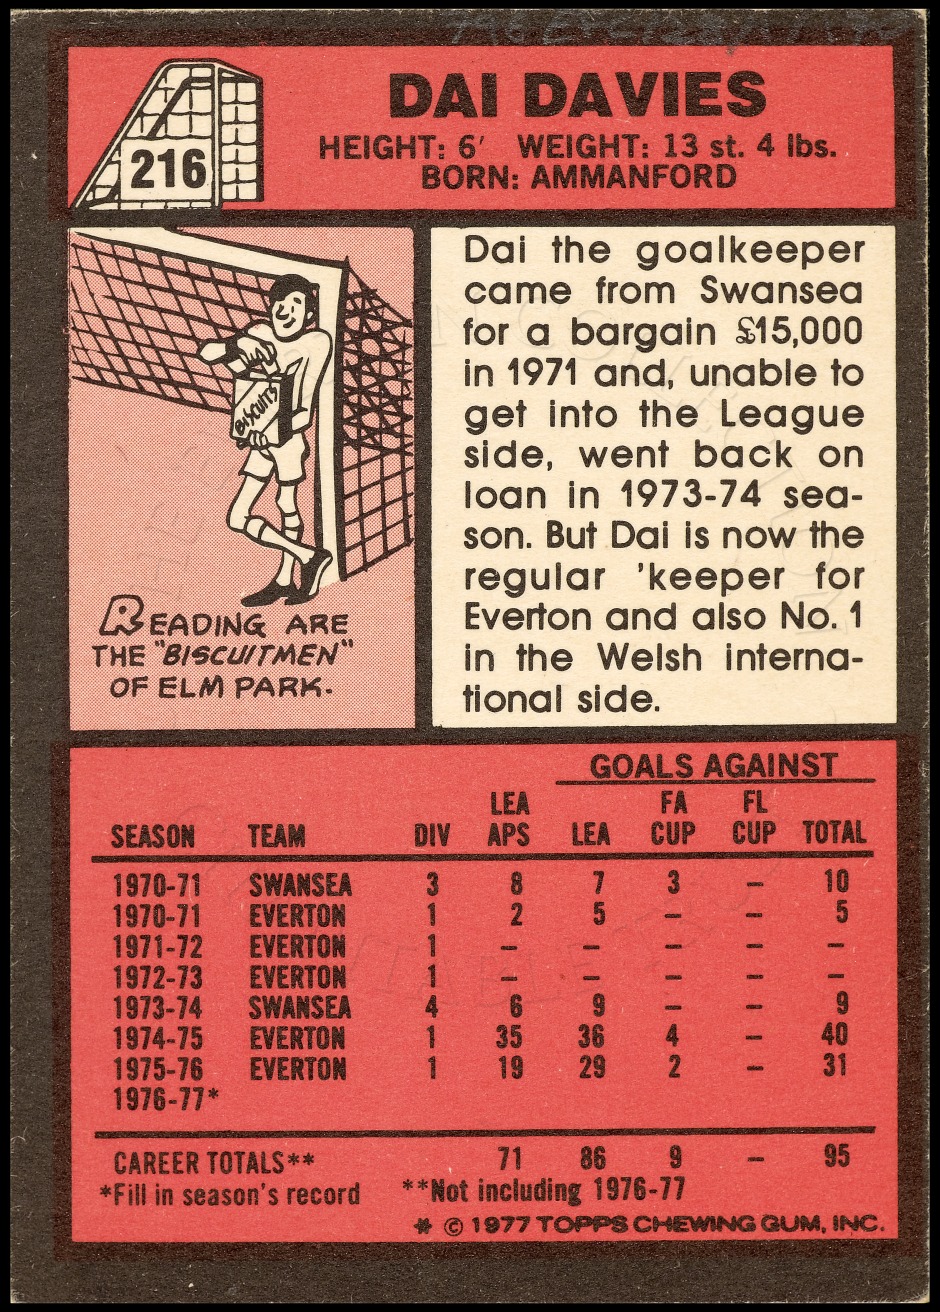 DAI DAVIES
216
HEIGHT: 6' WEIGHT: 13 st. 4 lbs.
BORN: AMMANFORD
BISCUITS
READING ARE
THE "BISCUITMEN"
OF ELM PARK.
Dai the goalkeeper
came from Swansea
for a bargain £15,000
in 1971 and, unable to
get into the League
side, went back on
loan in 1973-74 sea-
son. But Dai is now the
regular 'keeper for
Everton and also No. 1
in the Welsh interna-
tional side.
GOALS AGAINST
SEASON TEAM DIV LEA APS LEA FA CUP FL CUP TOTAL
1970-71 SWANSEA 3 8 7 3 – 10
1970-71 EVERTON 1 2 5 – – 5
1971-72 EVERTON 1 – – – – –
1972-73 EVERTON 1 – – – – –
1973-74 SWANSEA 4 6 9 – – 9
1974-75 EVERTON 1 35 36 4 – 40
1975-76 EVERTON 1 19 29 2 – 31
1976-77*
CAREER TOTALS** 71 86 9 – 95
*Fill in season's record **Not including 1976-77
* © 1977 TOPPS CHEWING GUM, INC.